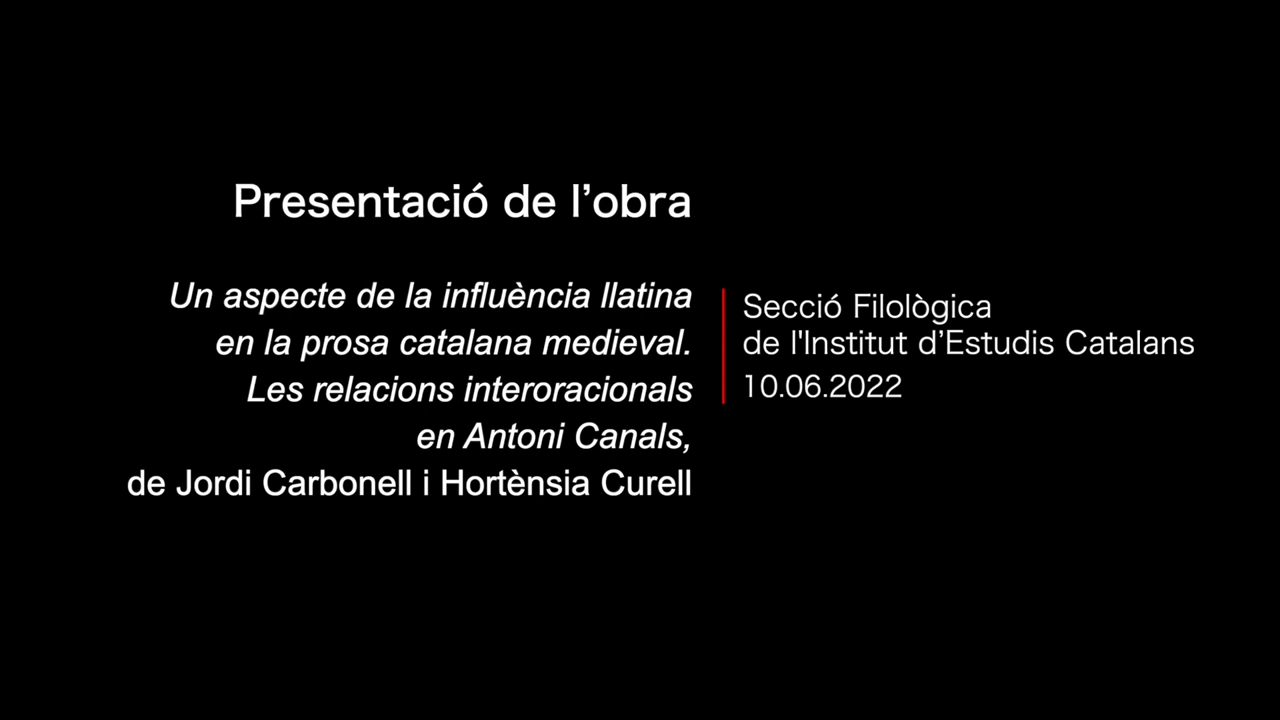 Presentació de l’obra
Un aspecte de la influència llatina
en la prosa catalana medieval.
Les relacions interoracionals
en Antoni Canals,
de Jordi Carbonell i Hortènsia Curell
Secció Filològica
de l'Institut d’Estudis Catalans
10.06.2022